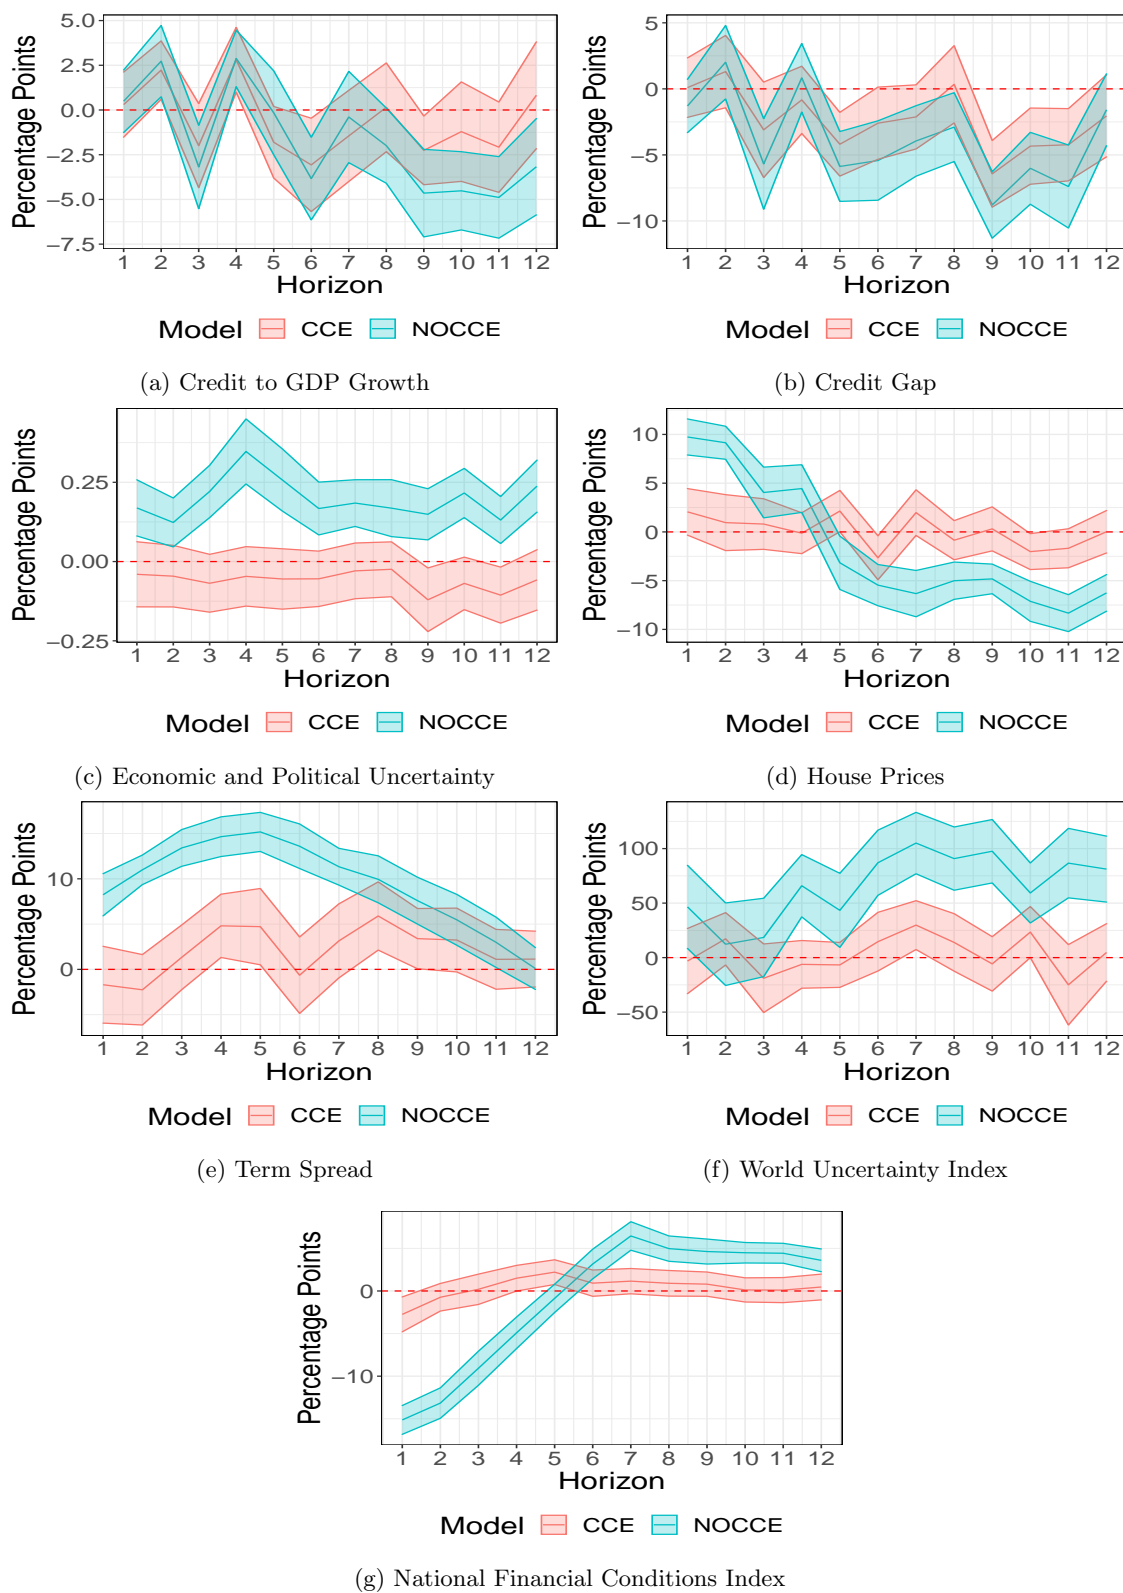 Percentage Points
5.0
2.5
0.0
−2.5
−5.0
−7.5
1 2 3 4 5 6 7 8 9 10 11 12
Horizon
Model CCE NOCCE
(a) Credit to GDP Growth
Percentage Points
5
0
−5
−10
1 2 3 4 5 6 7 8 9 10 11 12
Horizon
Model CCE NOCCE
(b) Credit Gap
Percentage Points
0.25
0.00
−0.25
1 2 3 4 5 6 7 8 9 10 11 12
Horizon
Model CCE NOCCE
(c) Economic and Political Uncertainty
Percentage Points
10
5
0
−5
−10
1 2 3 4 5 6 7 8 9 10 11 12
Horizon
Model CCE NOCCE
(d) House Prices
Percentage Points
10
0
1 2 3 4 5 6 7 8 9 10 11 12
Horizon
Model CCE NOCCE
(e) Term Spread
Percentage Points
100
50
0
−50
1 2 3 4 5 6 7 8 9 10 11 12
Horizon
Model CCE NOCCE
(f) World Uncertainty Index
Percentage Points
0
−10
1 2 3 4 5 6 7 8 9 10 11 12
Horizon
Model CCE NOCCE
(g) National Financial Conditions Index